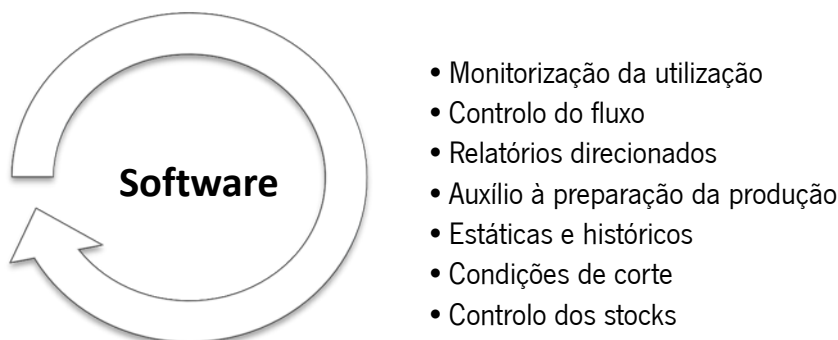 Software
• Monitorização da utilização
• Controlo do fluxo
• Relatórios direcionados
• Auxílio à preparação da produção
• Estáticas e históricos
• Condições de corte
• Controlo dos stocks